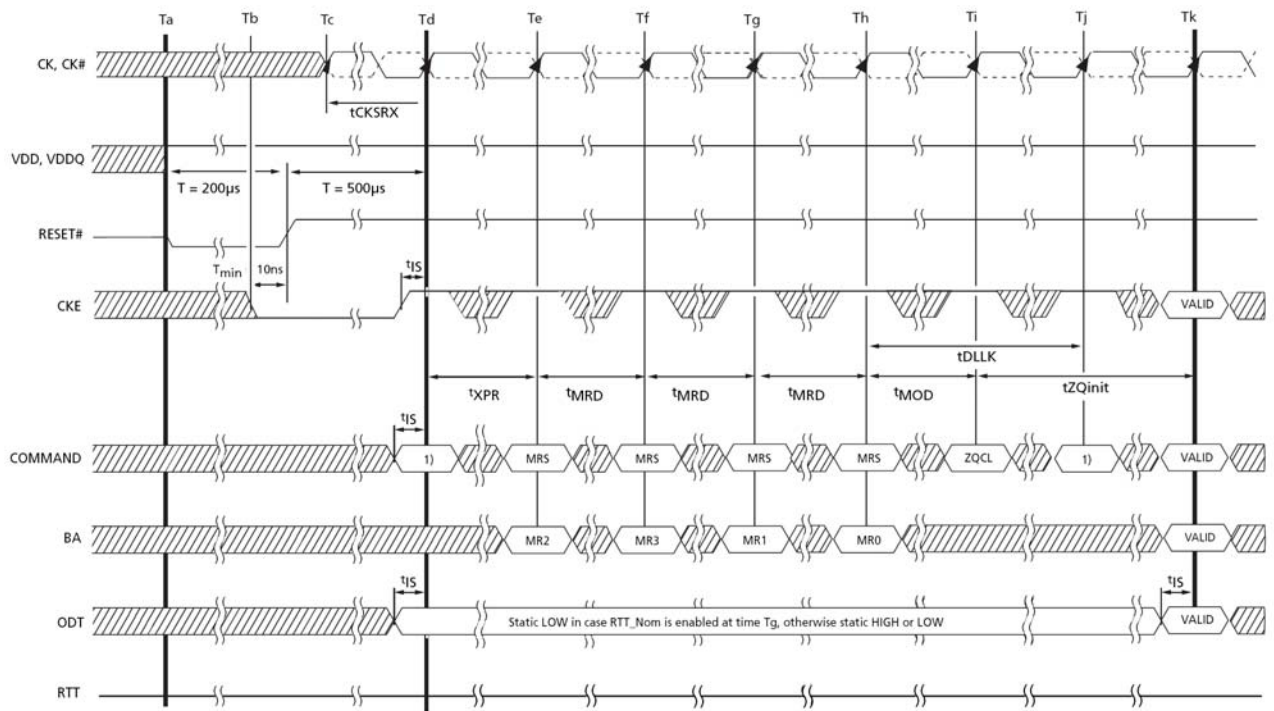 Ta Tb Tc Td Te Tf Tg Th Ti Tj Tk
CK, CK#
tCKSRX
VDD, VDDQ
T = 200µs T = 500µs
RESET#
Tmin 10ns tIS
CKE VALID
tDLLK
tXPR tMRD tMRD tMRD tMOD tZQinit
tIS
COMMAND 1) MRS MRS MRS MRS ZQCL 1) VALID
BA MR2 MR3 MR1 MR0 VALID
tIS tIS
ODT Static LOW in case RTT_Nom is enabled at time Tg, otherwise static HIGH or LOW VALID
RTT